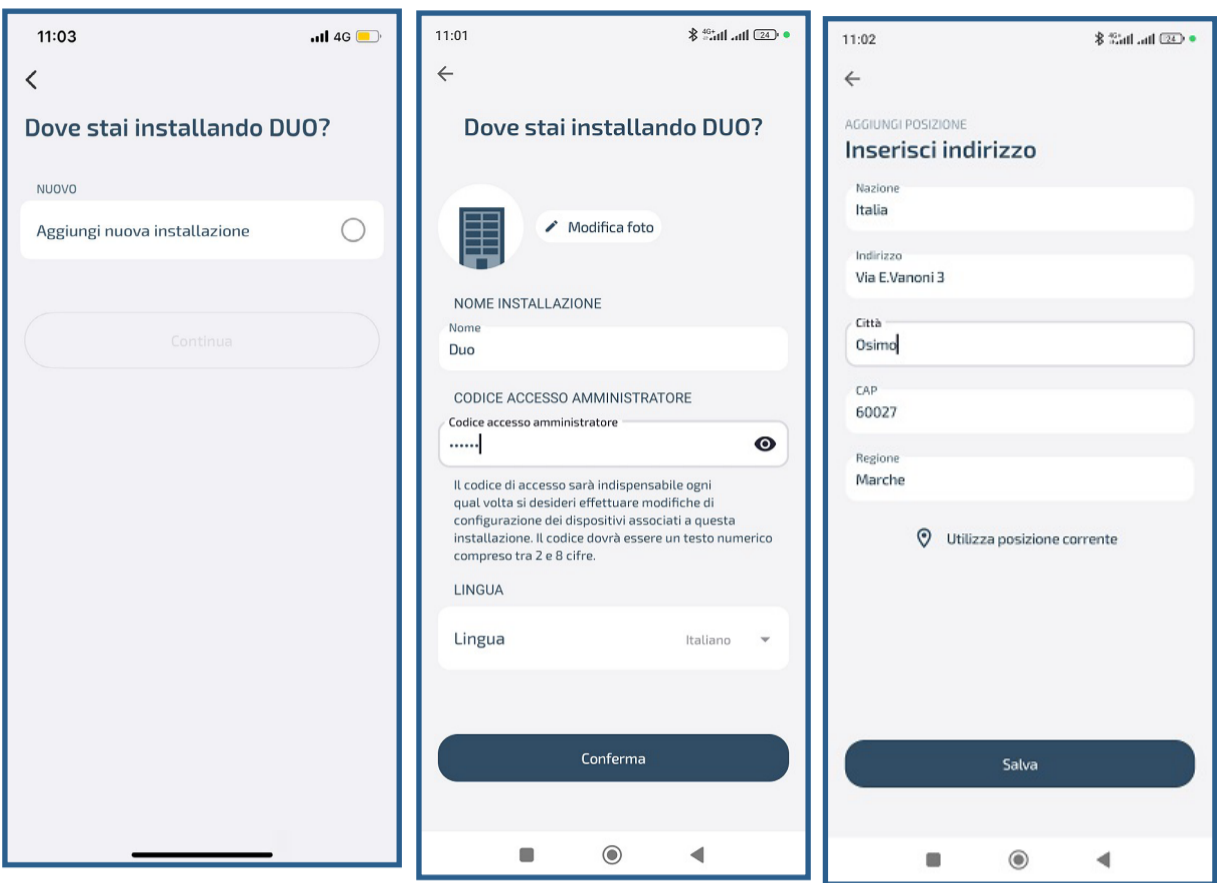 11:03
4G
Dove stai installando DUO?
NUOVO
Aggiungi nuova installazione
Continua
11:01
4G+
24
Dove stai installando DUO?
Modifica foto
NOME INSTALLAZIONE
Nome
Duo
CODICE ACCESSO AMMINISTRATORE
Codice accesso amministratore
······
Il codice di accesso sarà indispensabile ogni
qual volta si desideri effettuare modifiche di
configurazione dei dispositivi associati a questa
installazione. Il codice dovrà essere un testo numerico
compreso tra 2 e 8 cifre.
LINGUA
Lingua
Italiano
Conferma
11:02
4G+
24
AGGIUNGI POSIZIONE
Inserisci indirizzo
Nazione
Italia
Indirizzo
Via E.Vanoni 3
Città
Osimo
CAP
60027
Regione
Marche
Utilizza posizione corrente
Salva